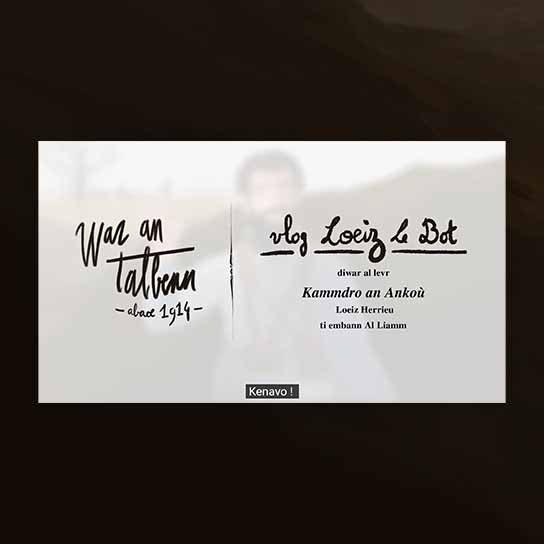 War an
talbenn
- abaoe 1914 -
vlog Loeiz Le Bot
diwar al levr
Kammdro an Ankoù
Loeiz Herrieu
ti embann Al Liamm
Kenavo !